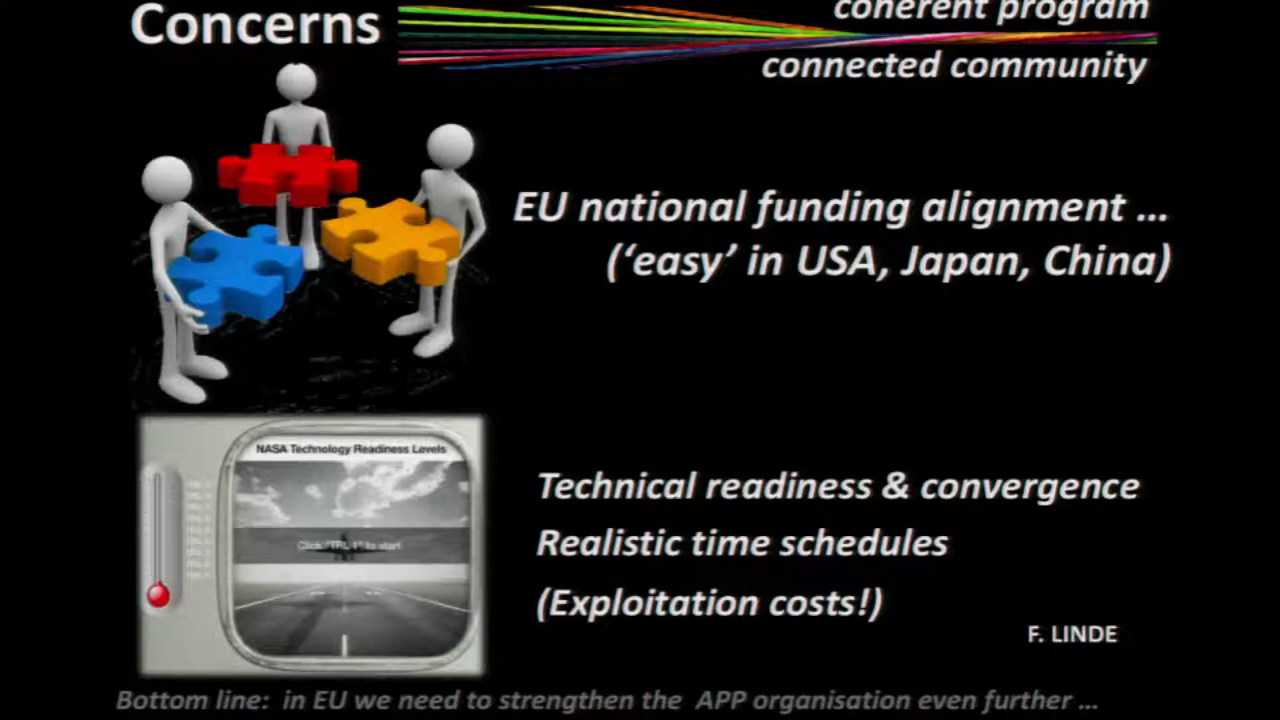 Concerns
coherent program
connected community
EU national funding alignment ...
(‘easy’ in USA, Japan, China)
NASA Technology Readiness Levels
Click "TRL 1" to start
Technical readiness & convergence
Realistic time schedules
(Exploitation costs!)
F. LINDE
Bottom line: in EU we need to strengthen the APP organisation even further ...